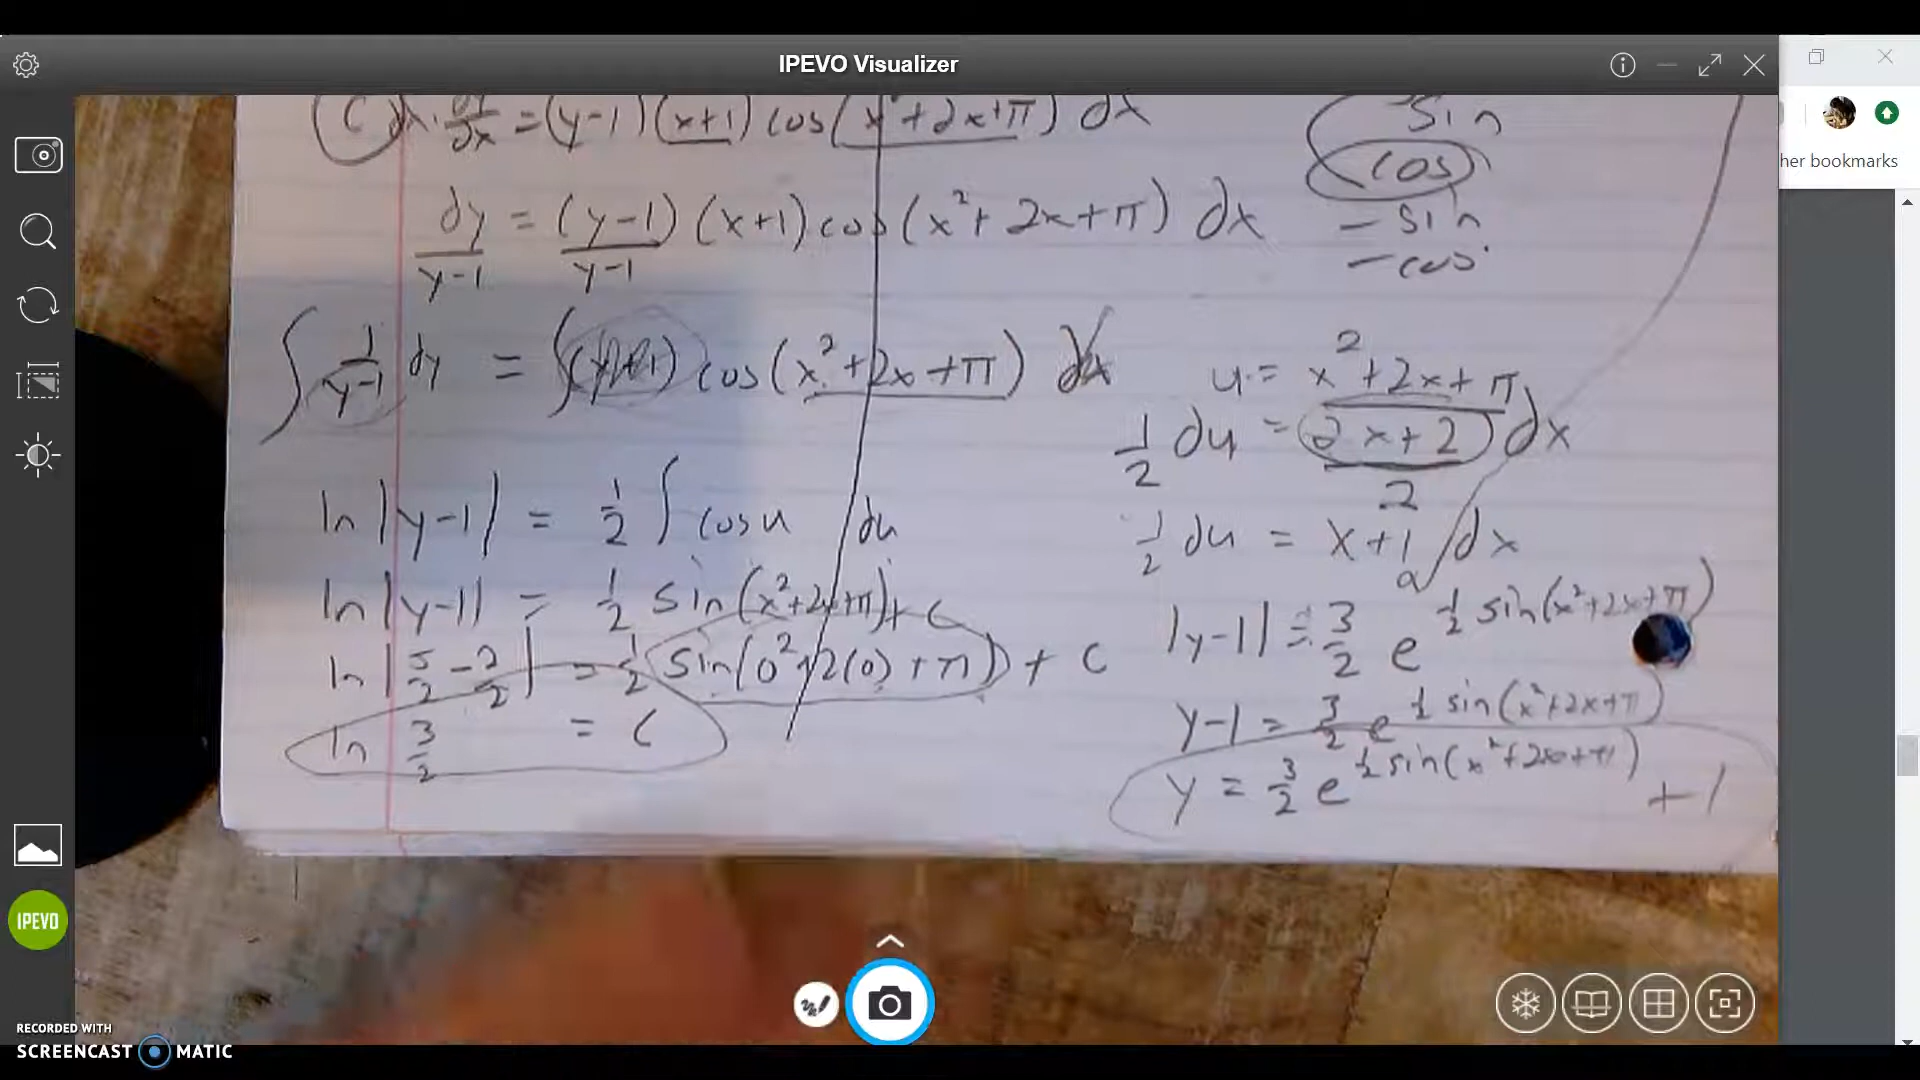 IPEVO Visualizer
her bookmarks
C dx · dy/dx = (y-1)(x+1) cos(x²+2x+π) dx
dy/y-1 = (y-1)/y-1 (x+1) cos(x²+2x+π) dx
∫ 1/y-1 dy = ∫ cos(x²+2x+π) dx
ln|y-1| = 1/2 ∫ cos u du
ln|y-1| = 1/2 sin(x²+2x+π)+C
ln|5/2-2/2| = 1/2 sin(0²+2(0)+π) + C
ln 3/2 = C
Sin
cos
-sin
-cos
u = x²+2x+π
1/2 du = 2x+2/2 dx
1/2 du = x+1 dx
|y-1| = 3/2 e^1/2 sin(x²+2x+π)
y-1 = 3/2 e^1/2 sin(x²+2x+π)
y = 3/2 e^1/2 sin(x²+2x+π) +1
IPEVO
RECORDED WITH
SCREENCAST MATIC